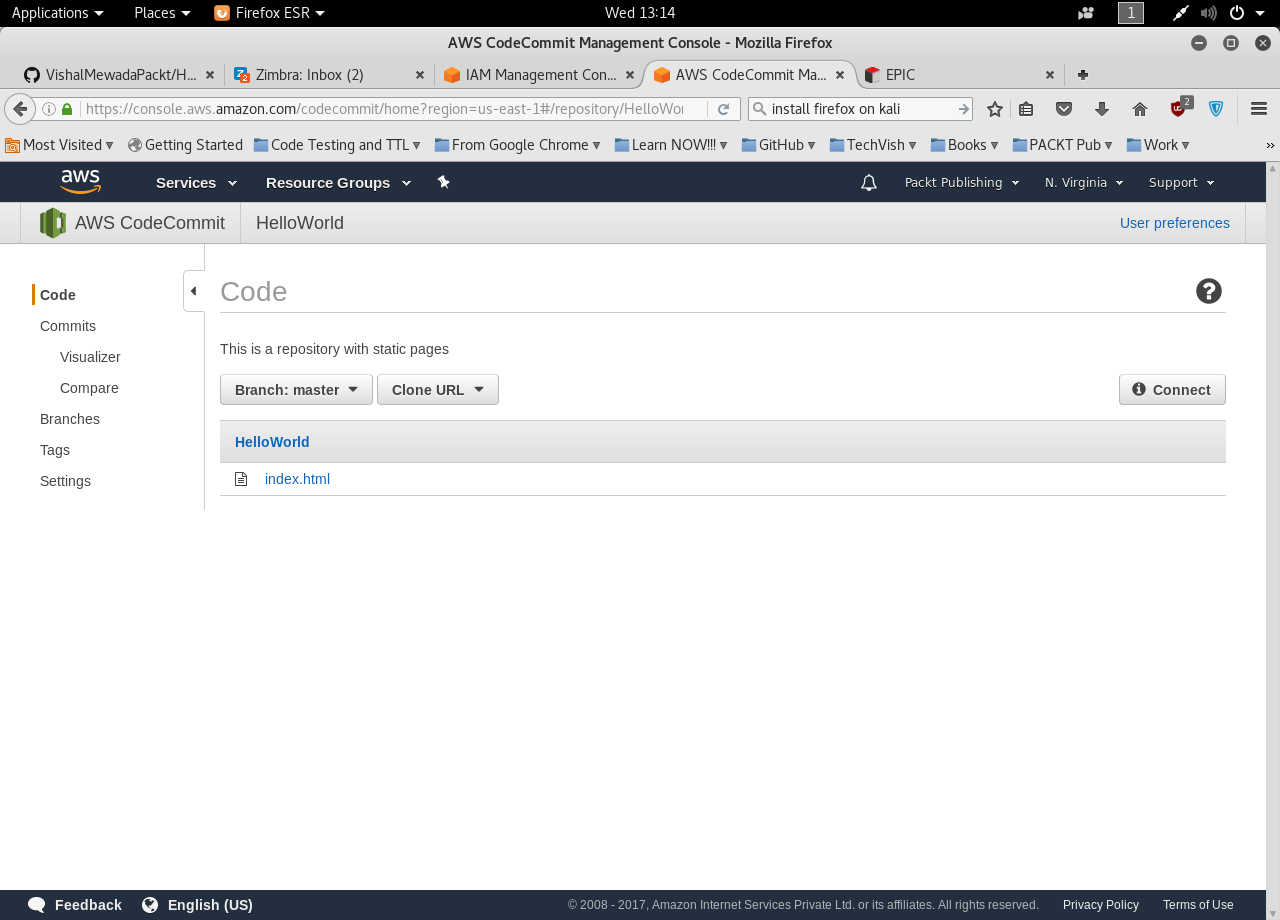 Applications Places Firefox ESR Wed 13:14 1
AWS CodeCommit Management Console - Mozilla Firefox
VishalMewadaPackt/H... Zimbra: Inbox (2) IAM Management Con... AWS CodeCommit Ma... EPIC
https://console.aws.amazon.com/codecommit/home?region=us-east-1#/repository/HelloWor install firefox on kali 2
Most Visited Getting Started Code Testing and TTL From Google Chrome Learn NOW!!! GitHub TechVish Books PACKT Pub Work »
aws Services Resource Groups Packt Publishing N. Virginia Support
AWS CodeCommit HelloWorld User preferences
Code
Commits
Visualizer
Compare
Branches
Tags
Settings
Code
This is a repository with static pages
Branch: master Clone URL Connect
HelloWorld
index.html
Feedback English (US) © 2008 - 2017, Amazon Internet Services Private Ltd. or its affiliates. All rights reserved. Privacy Policy Terms of Use